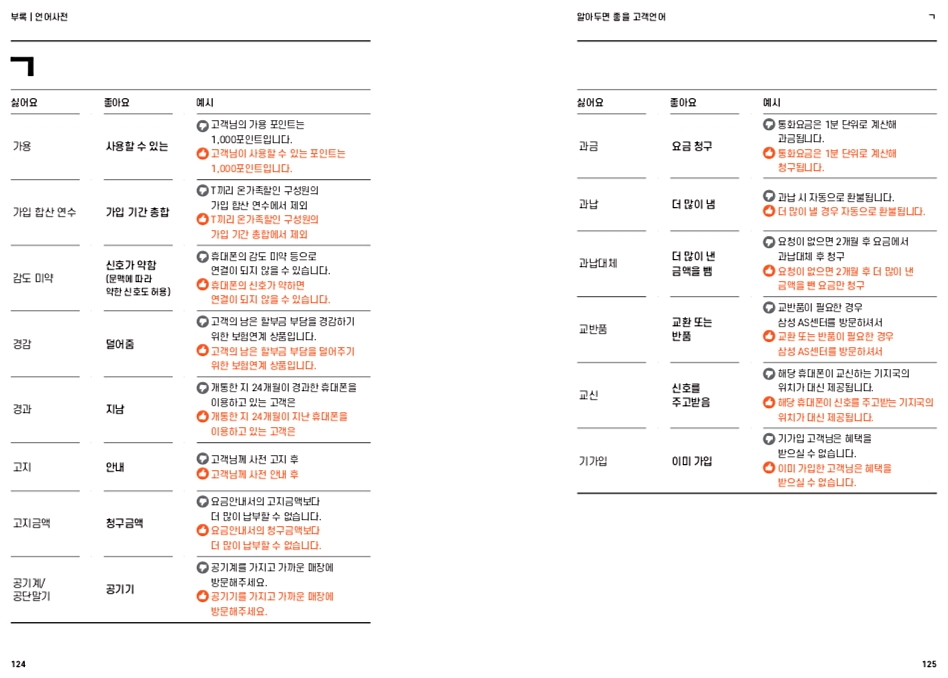 부록 | 언어사전
ㄱ
싫어요 좋아요 예시
가용 사용할 수 있는
고객님의 가용 포인트는
1,000포인트입니다.
고객님이 사용할 수 있는 포인트는
1,000포인트입니다.
가입 합산 연수 가입 기간 총합
T끼리 온가족할인 구성원의
가입 합산 연수에서 제외
T끼리 온가족할인 구성원의
가입 기간 총합에서 제외
감도 미약
신호가 약함
(문맥에 따라
약한 신호도 허용)
휴대폰의 감도 미약 등으로
연결이 되지 않을 수 있습니다.
휴대폰의 신호가 약하면
연결이 되지 않을 수 있습니다.
경감 덜어줌
고객의 남은 할부금 부담을 경감하기
위한 보험연계 상품입니다.
고객의 남은 할부금 부담을 덜어주기
위한 보험연계 상품입니다.
경과 지남
개통한 지 24개월이 경과한 휴대폰을
이용하고 있는 고객은
개통한 지 24개월이 지난 휴대폰을
이용하고 있는 고객은
고지 안내
고객님께 사전 고지 후
고객님께 사전 안내 후
고지금액 청구금액
요금안내서의 고지금액보다
더 많이 납부할 수 없습니다.
요금안내서의 청구금액보다
더 많이 납부할 수 없습니다.
공기계/
공단말기
공기기
공기계를 가지고 가까운 매장에
방문해주세요.
공기기를 가지고 가까운 매장에
방문해주세요.
124
알아두면 좋을 고객언어 ㄱ
싫어요 좋아요 예시
과금 요금 청구
통화요금은 1분 단위로 계산해
과금됩니다.
통화요금은 1분 단위로 계산해
청구됩니다.
과납 더 많이 냄
과납 시 자동으로 환불됩니다.
더 많이 낼 경우 자동으로 환불됩니다.
과납대체
더 많이 낸
금액을 뺌
요청이 없으면 2개월 후 요금에서
과납대체 후 청구
요청이 없으면 2개월 후 더 많이 낸
금액을 뺀 요금만 청구
교반품
교환 또는
반품
교반품이 필요한 경우
삼성 AS센터를 방문하셔서
교환 또는 반품이 필요한 경우
삼성 AS센터를 방문하셔서
교신
신호를
주고받음
해당 휴대폰이 교신하는 기지국의
위치가 대신 제공됩니다.
해당 휴대폰이 신호를 주고받는 기지국의
위치가 대신 제공됩니다.
기가입 이미 가입
기가입 고객님은 혜택을
받으실 수 없습니다.
이미 가입한 고객님은 혜택을
받으실 수 없습니다.
125